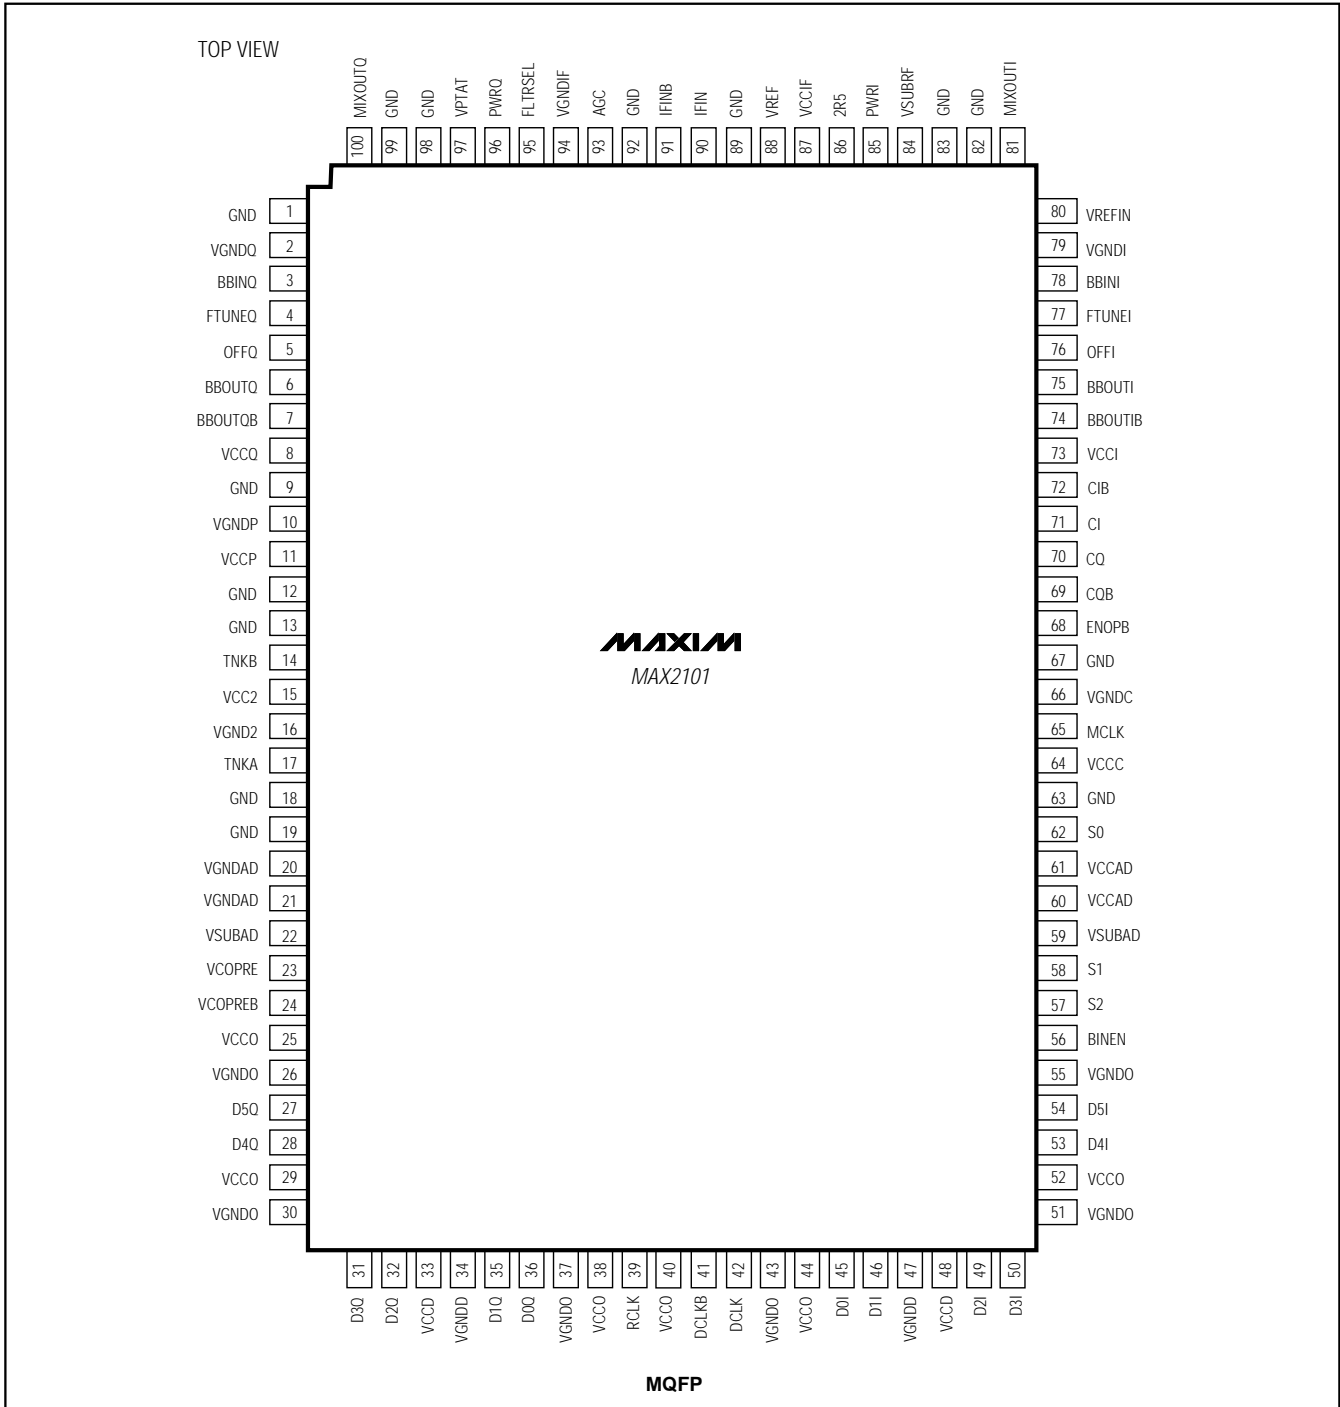 TOP VIEW
MIXOUTQ GND GND VPTAT PWRQ FLTRSEL VGNDIF AGC GND IFINB IFIN GND VREF VCCIF 2R5 PWRI VSUBRF GND GND MIXOUTI
100 99 98 97 96 95 94 93 92 91 90 89 88 87 86 85 84 83 82 81
GND 1 80 VREFIN
VGNDQ 2 79 VGNDI
BBINQ 3 78 BBINI
FTUNEQ 4 77 FTUNEI
OFFQ 5 76 OFFI
BBOUTQ 6 75 BBOUTI
BBOUTQB 7 74 BBOUTIB
VCCQ 8 73 VCCI
GND 9 72 CIB
VGNDP 10 71 CI
VCCP 11 70 CQ
GND 12 69 CQB
GND 13 68 ENOPB
TNKB 14 67 GND
VCC2 15 66 VGNDC
VGND2 16 65 MCLK
TNKA 17 64 VCCC
GND 18 63 GND
GND 19 62 S0
VGNDAD 20 61 VCCAD
VGNDAD 21 60 VCCAD
VSUBAD 22 59 VSUBAD
VCOPRE 23 58 S1
VCOPREB 24 57 S2
VCCO 25 56 BINEN
VGNDO 26 55 VGNDO
D5Q 27 54 D5I
D4Q 28 53 D4I
VCCO 29 52 VCCO
VGNDO 30 51 VGNDO
MAXIM
MAX2101
31 32 33 34 35 36 37 38 39 40 41 42 43 44 45 46 47 48 49 50
D3Q D2Q VCCD VGNDD D1Q D0Q VGNDO VCCO RCLK VCCO DCLKB DCLK VGNDO VCCO D0I D1I VGNDD VCCD D2I D3I
MQFP